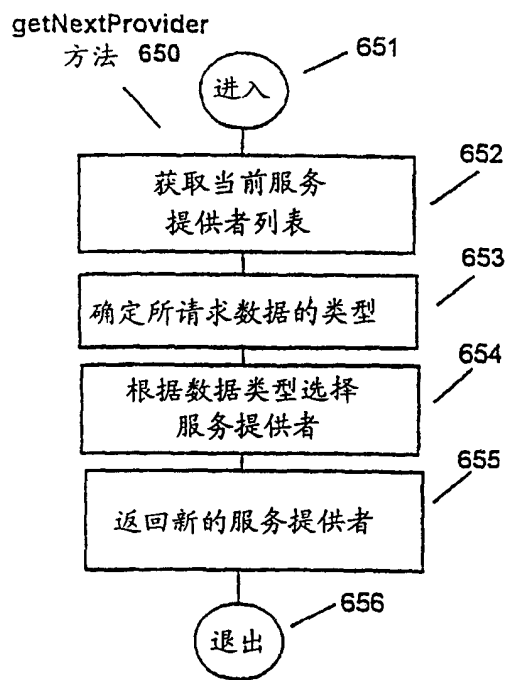 getNextProvider
方法 650
651
进入
652
获取当前服务
提供者列表
653
确定所请求数据的类型
654
根据数据类型选择
服务提供者
655
返回新的服务提供者
656
退出